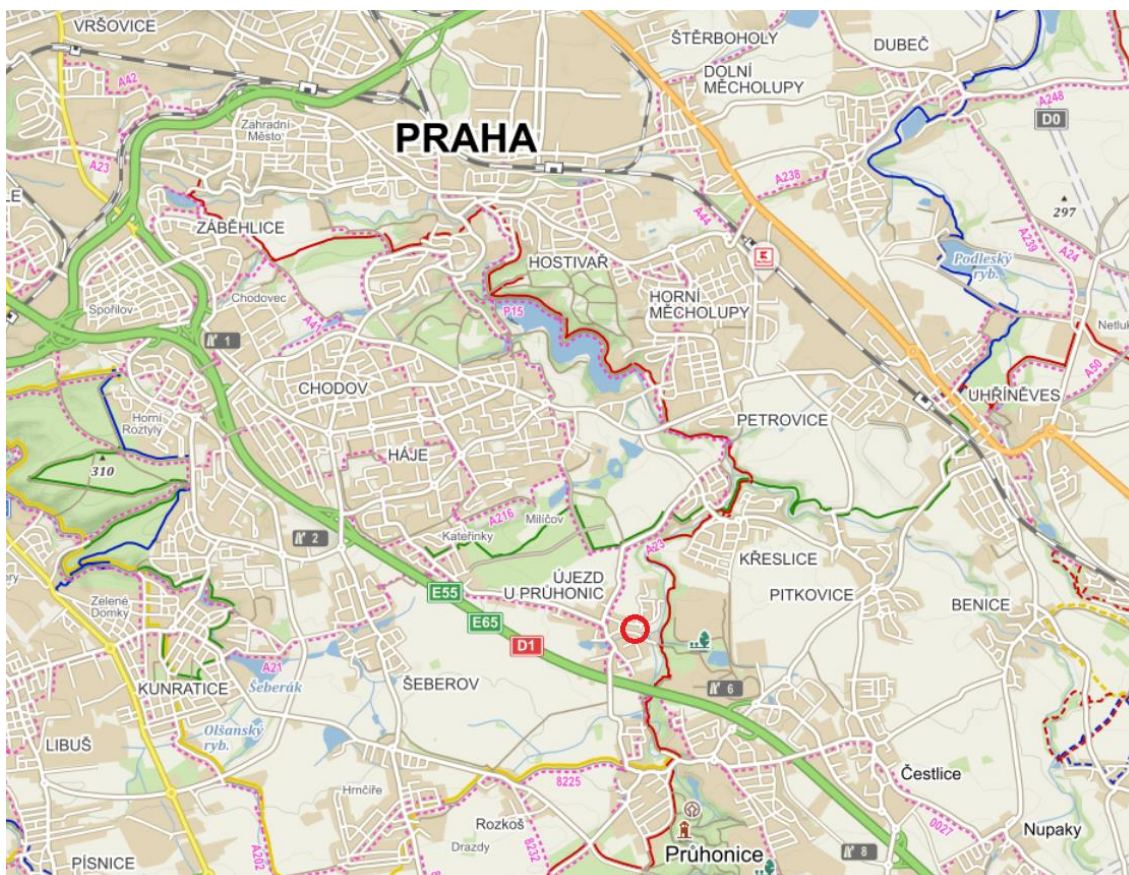 VRŠOVICE
ŠTĚRBOHOLY
DUBEČ
A42
DOLNÍ
MĚCHOLUPY
A248
Zahradní
Město
PRAHA
D0
A23
A238
297
LE
ZÁBĚHLICE
A44
A239
A24
HOSTIVAŘ
Podleský
ryb.
Chodovec
Spořilov
P15
HORNÍ
MĚCHOLUPY
Netluk
A41
1
A50
CHODOV
UHŘÍNĚVES
Horní
Roztyly
PETROVICE
HÁJE
310
A216
Milíčov
2
Kateřinky
A23
KŘESLICE
ÚJEZD
U PRŮHONIC
E55
PITKOVICE
BENICE
Zelené
Domky
E65
D1
A21
KUNRATICE
Šeberák
ŠEBEROV
6
Olšanský
ryb.
LIBUŠ
Čestlice
8225
Hrnčíře
Rozkoš
0027
Nupaky
A202
Drazdy
8232
PÍSNICE
Průhonice
8